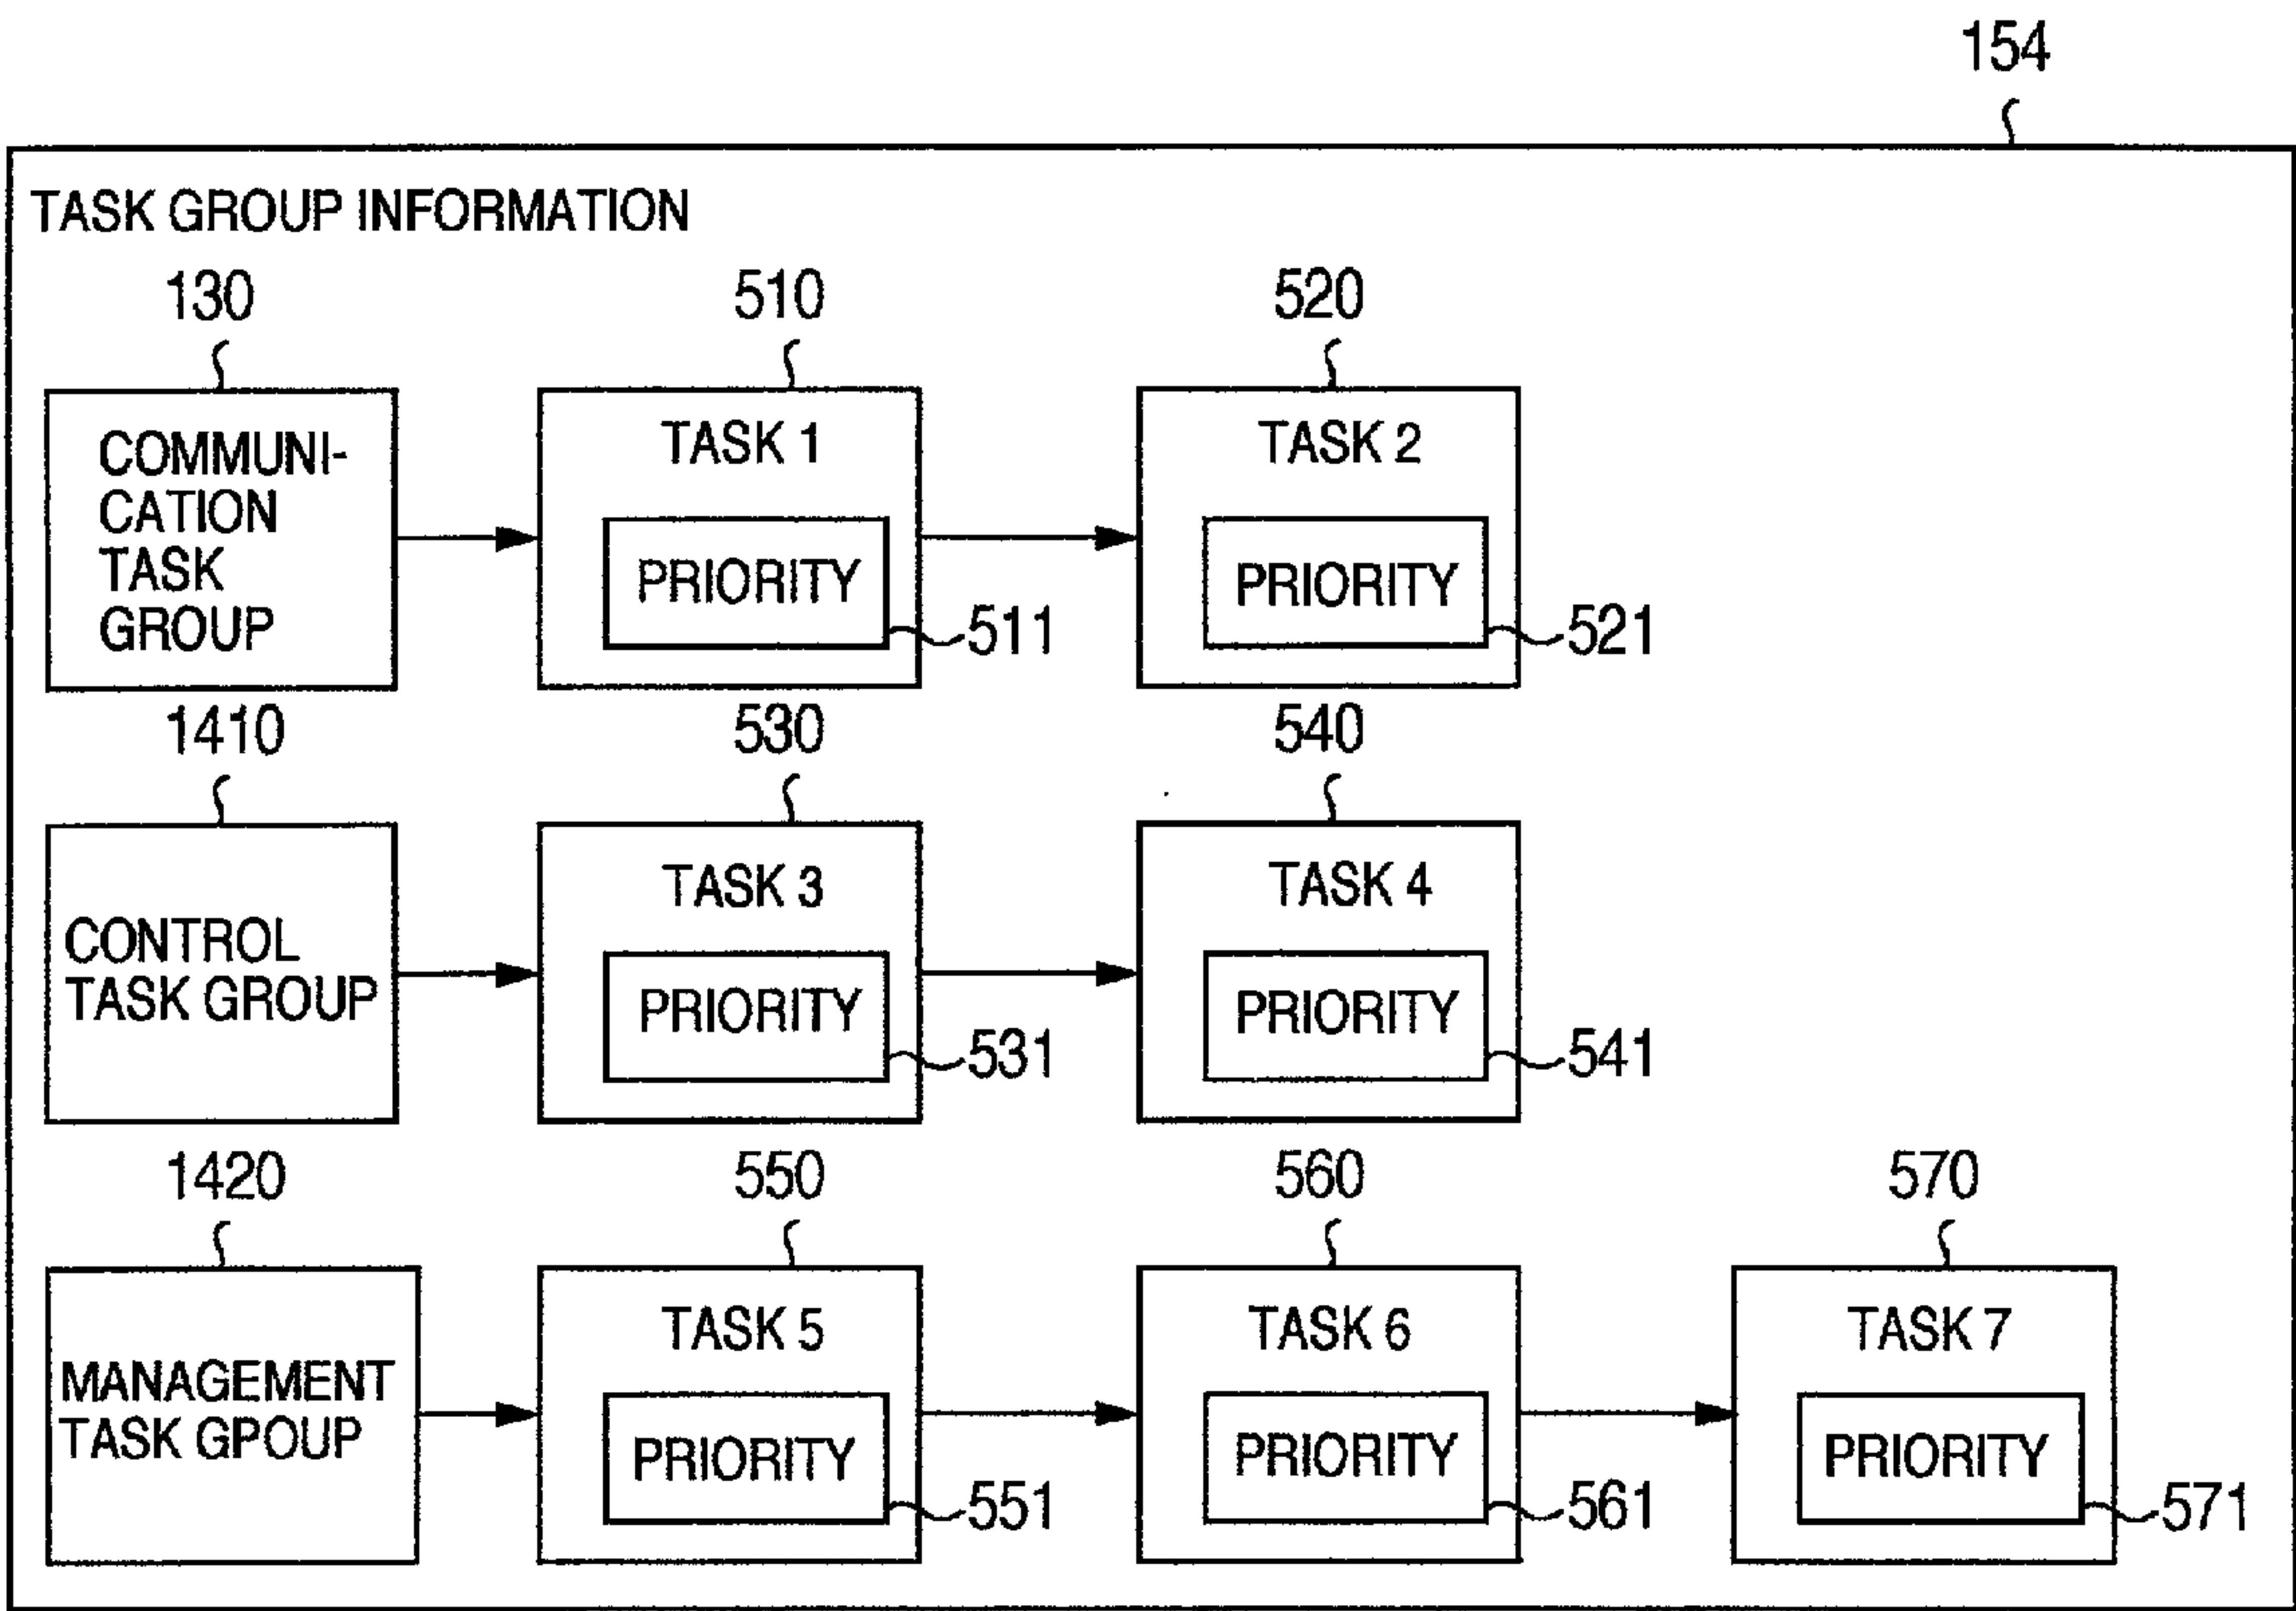 154
TASK GROUP INFORMATION
130
510
520
COMMUNI-
CATION
TASK
GROUP
TASK 1
PRIORITY
511
TASK 2
PRIORITY
521
1410
530
540
CONTROL
TASK GROUP
TASK 3
PRIORITY
531
TASK 4
PRIORITY
541
1420
550
560
570
MANAGEMENT
TASK GPOUP
TASK 5
PRIORITY
551
TASK 6
PRIORITY
561
TASK 7
PRIORITY
571